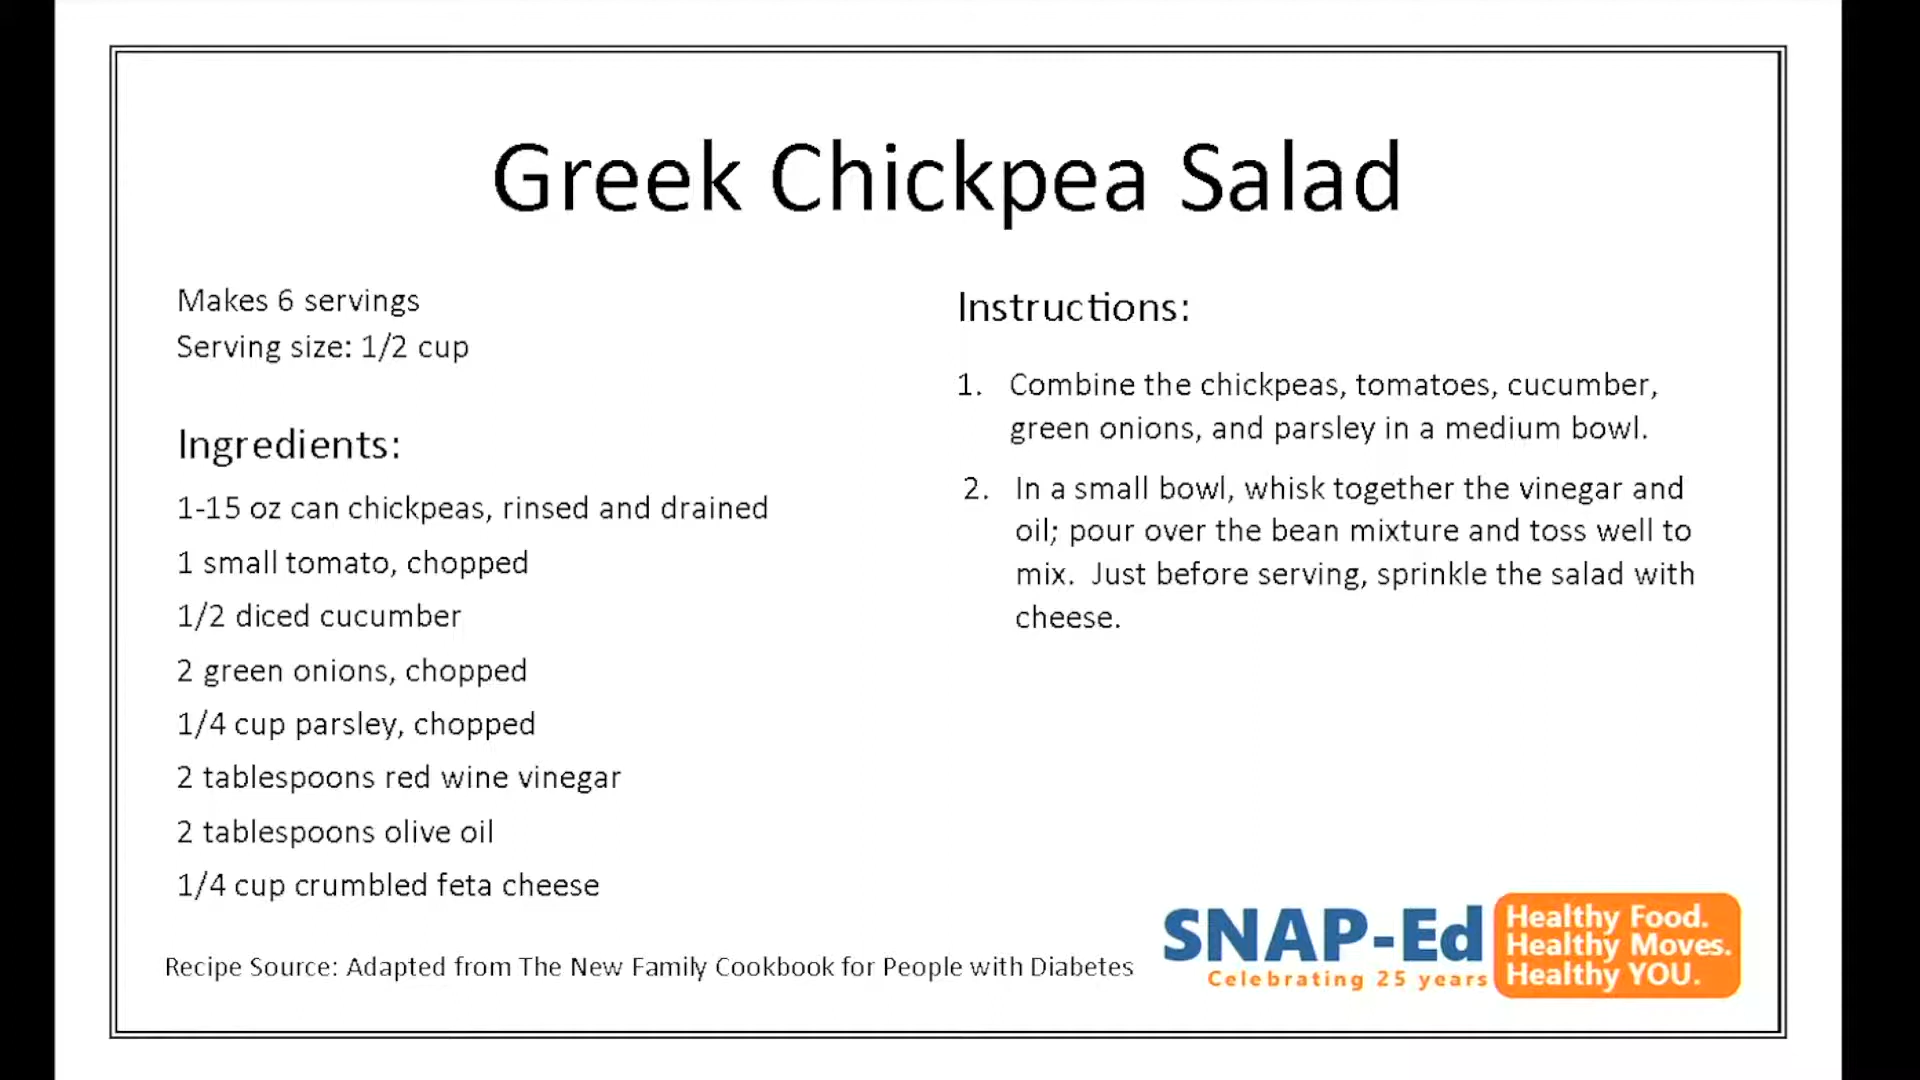 Greek Chickpea Salad
Makes 6 servings
Serving size: 1/2 cup
Ingredients:
1-15 oz can chickpeas, rinsed and drained
1 small tomato, chopped
1/2 diced cucumber
2 green onions, chopped
1/4 cup parsley, chopped
2 tablespoons red wine vinegar
2 tablespoons olive oil
1/4 cup crumbled feta cheese
Instructions:
1. Combine the chickpeas, tomatoes, cucumber,
green onions, and parsley in a medium bowl.
2. In a small bowl, whisk together the vinegar and
oil; pour over the bean mixture and toss well to
mix. Just before serving, sprinkle the salad with
cheese.
Recipe Source: Adapted from The New Family Cookbook for People with Diabetes
SNAP-Ed
Celebrating 25 years
Healthy Food.
Healthy Moves.
Healthy YOU.